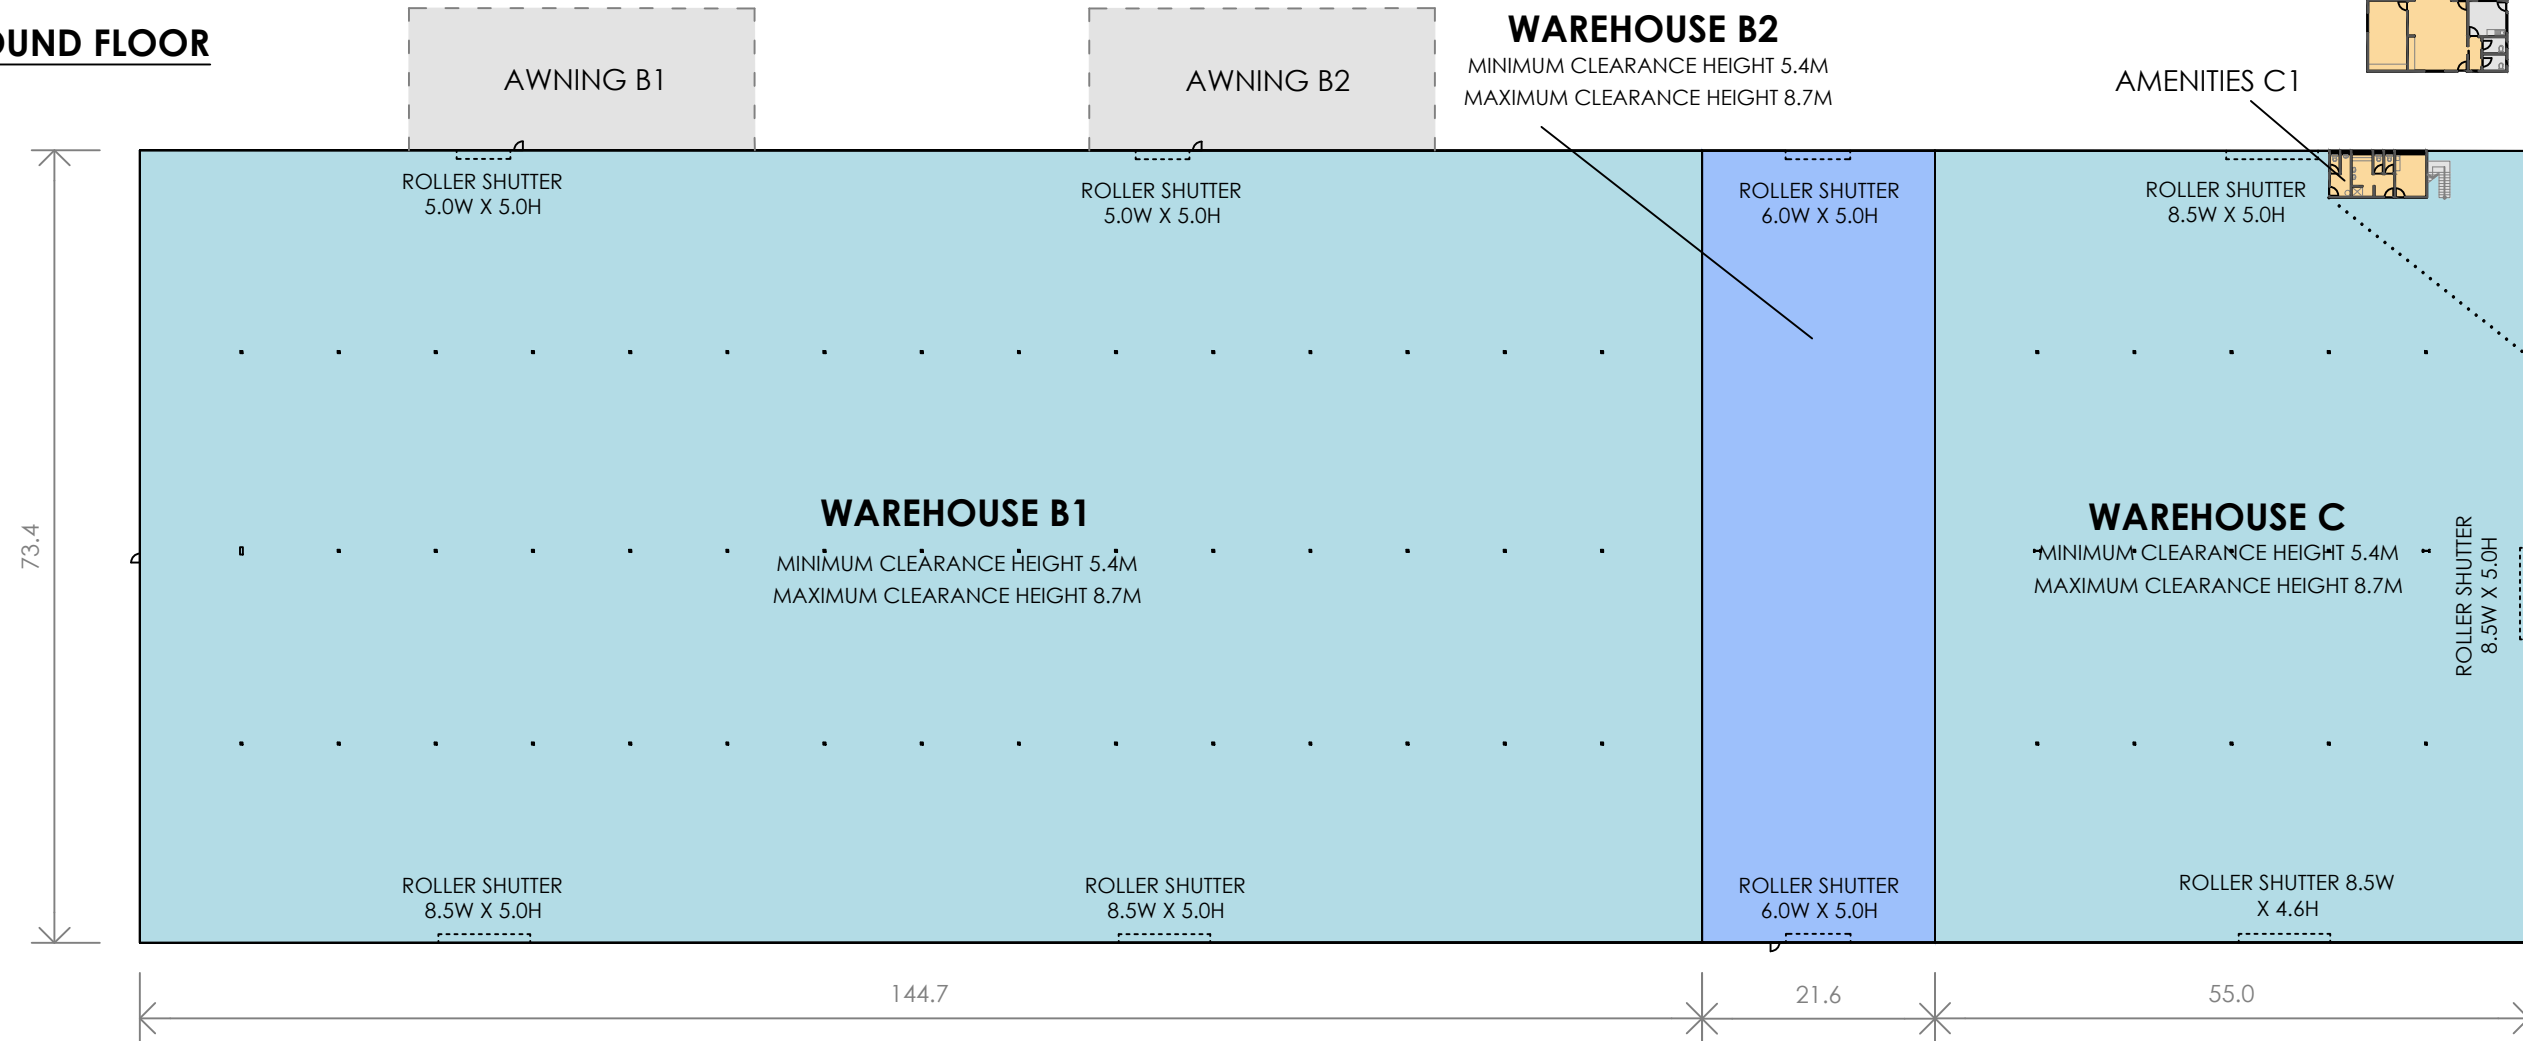 OUND FLOOR
AWNING B1
AWNING B2
WAREHOUSE B2
MINIMUM CLEARANCE HEIGHT 5.4M
MAXIMUM CLEARANCE HEIGHT 8.7M
AMENITIES C1
ROLLER SHUTTER
5.0W X 5.0H
ROLLER SHUTTER
5.0W X 5.0H
ROLLER SHUTTER
6.0W X 5.0H
ROLLER SHUTTER
8.5W X 5.0H
73.4
WAREHOUSE B1
MINIMUM CLEARANCE HEIGHT 5.4M
MAXIMUM CLEARANCE HEIGHT 8.7M
WAREHOUSE C
MINIMUM CLEARANCE HEIGHT 5.4M
MAXIMUM CLEARANCE HEIGHT 8.7M
ROLLER SHUTTER
8.5W X 5.0H
ROLLER SHUTTER
8.5W X 5.0H
ROLLER SHUTTER
8.5W X 5.0H
ROLLER SHUTTER
6.0W X 5.0H
ROLLER SHUTTER 8.5W
X 4.6H
144.7
21.6
55.0